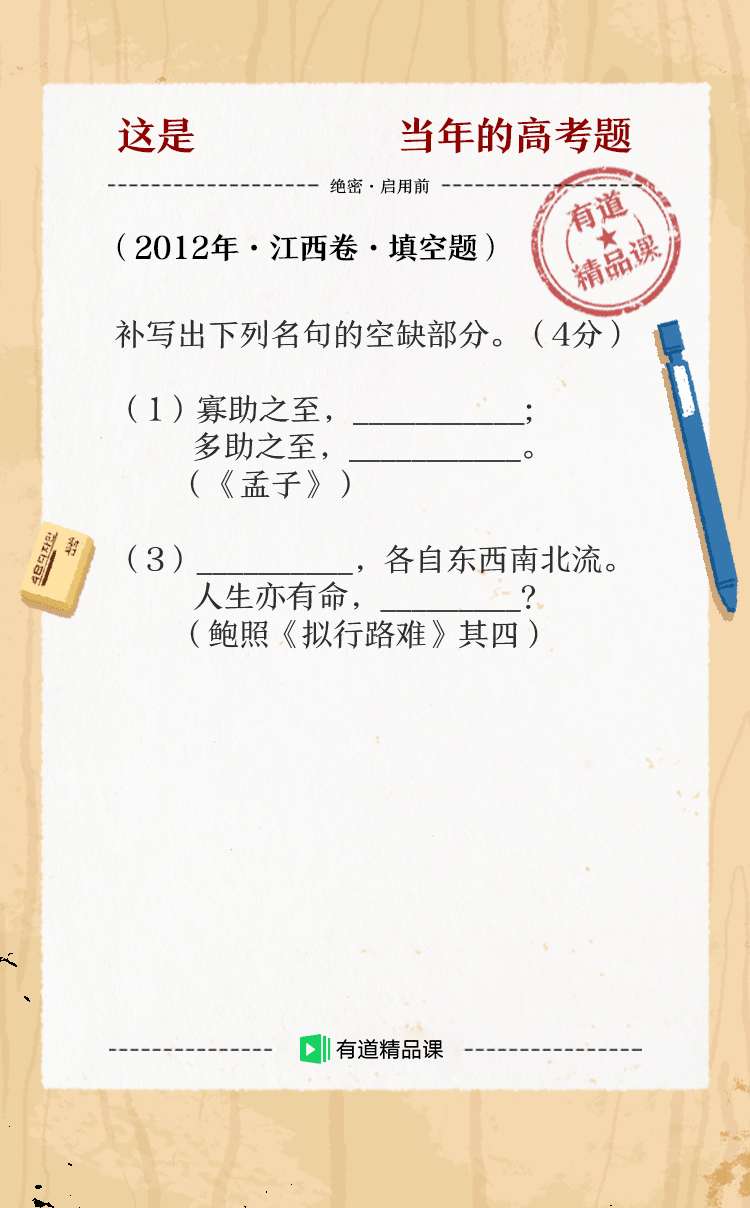 这是 当年的高考题
绝密·启用前
有道
精品课
（2012年·江西卷·填空题）
补写出下列名句的空缺部分。（4分）
（1）寡助之至，___________；
多助之至，___________。
（《孟子》）
（3）__________，各自东西南北流。
人生亦有命，_________?
（鲍照《拟行路难》其四）
有道精品课